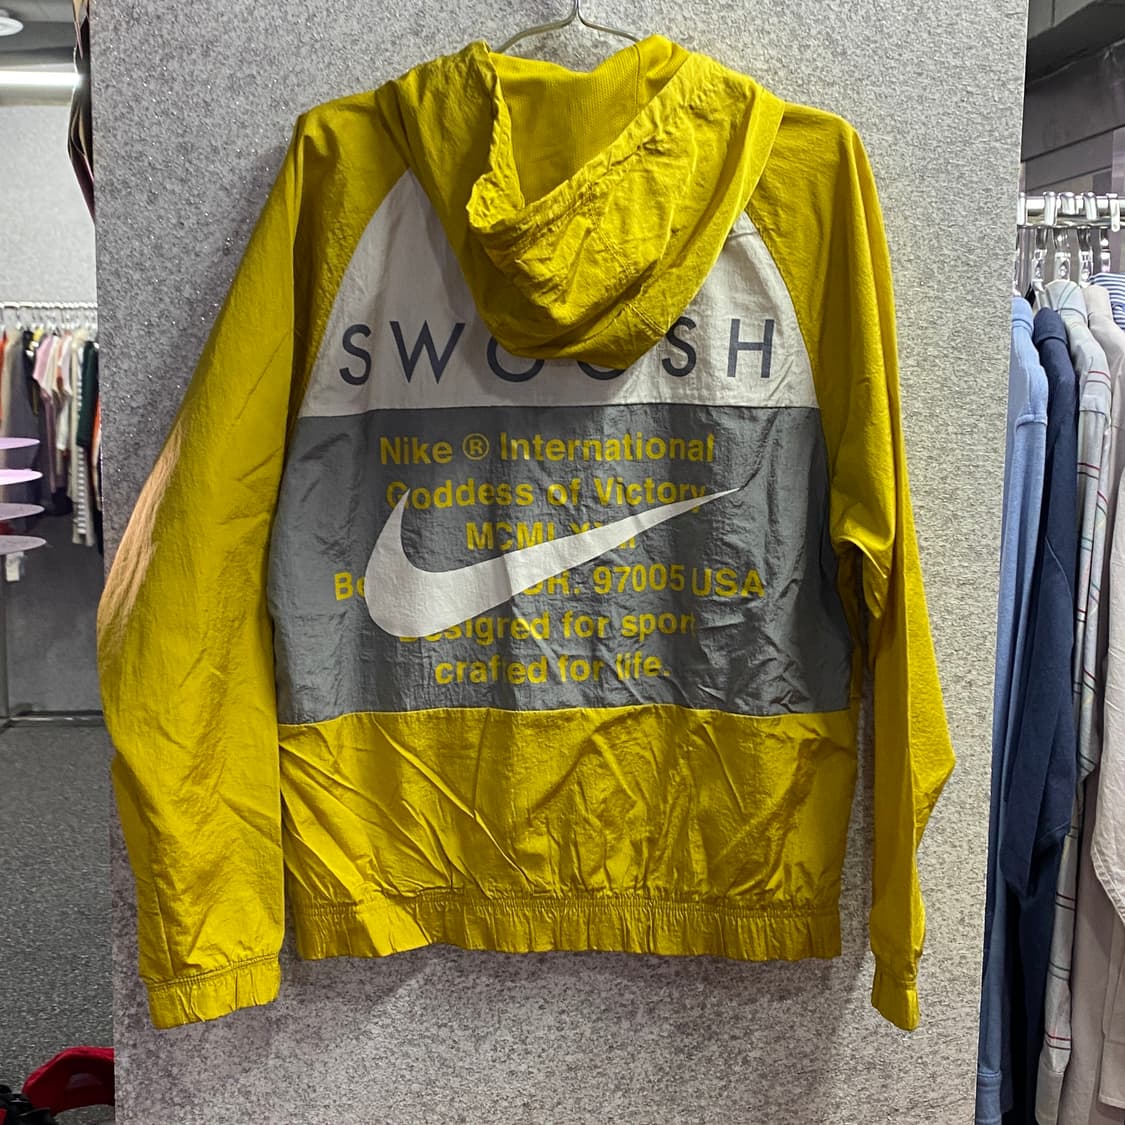 SWOOSH
Nike ® International
Goddess of Victory
OR. 97005 USA
Designed for sport
crafted for life.